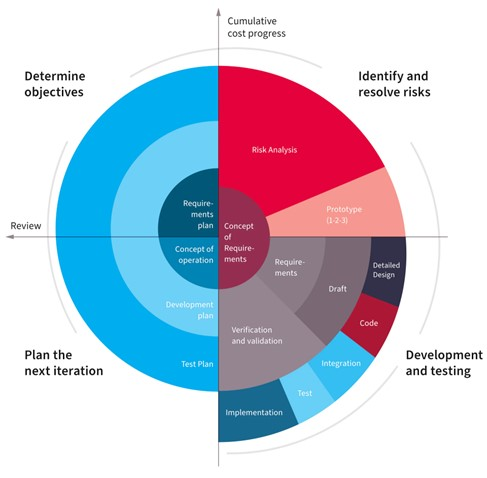 Cumulative
cost progress
Determine
objectives
Identify and
resolve risks
Risk Analysis
Prototype
(1-2-3)
Require-
ments
plan
Review
Concept
of
Require-
ments
Concept of
operation
Require-
ments
Detailed
Design
Draft
Development
plan
Code
Verification
and validation
Plan the
next iteration
Test Plan
Integration
Development
and testing
Test
Implementation